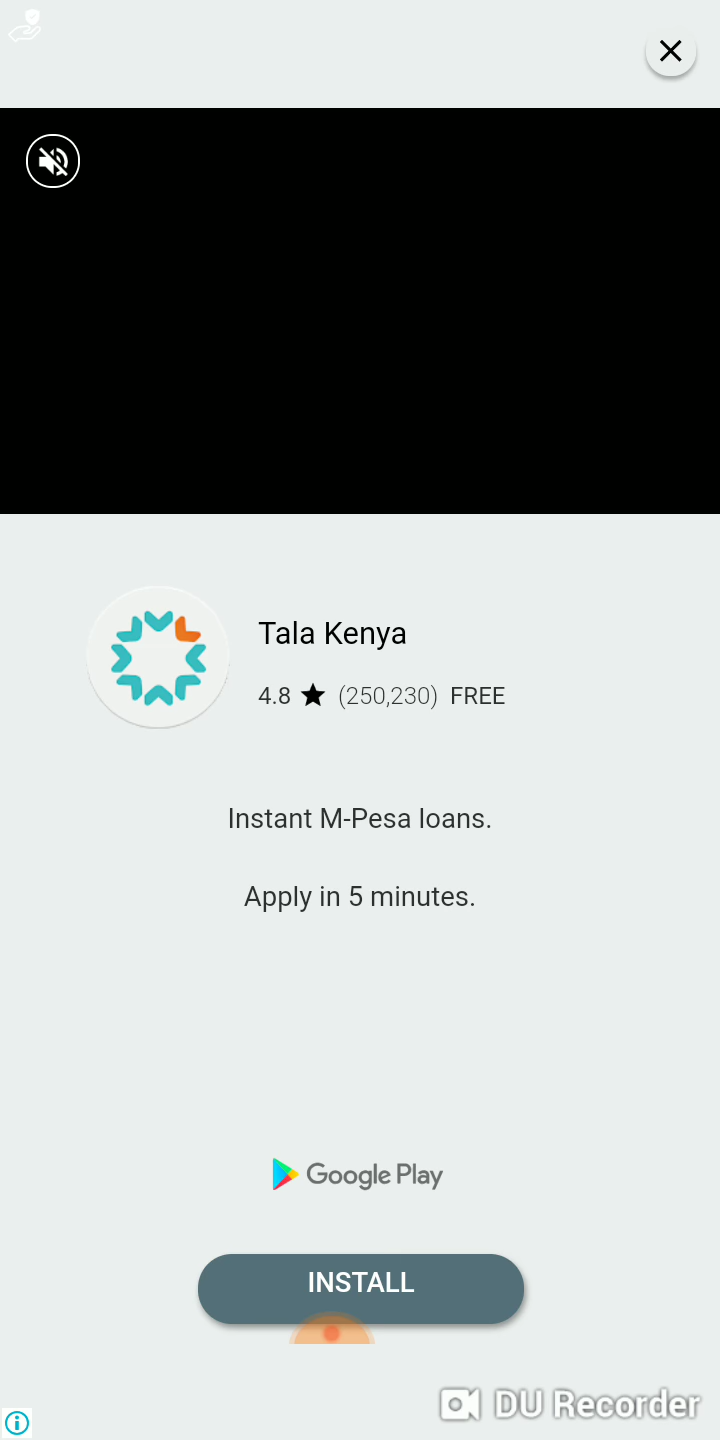 Tala Kenya
4.8 ★ (250,230) FREE
Instant M-Pesa loans.
Apply in 5 minutes.
Google Play
INSTALL
DU Recorder